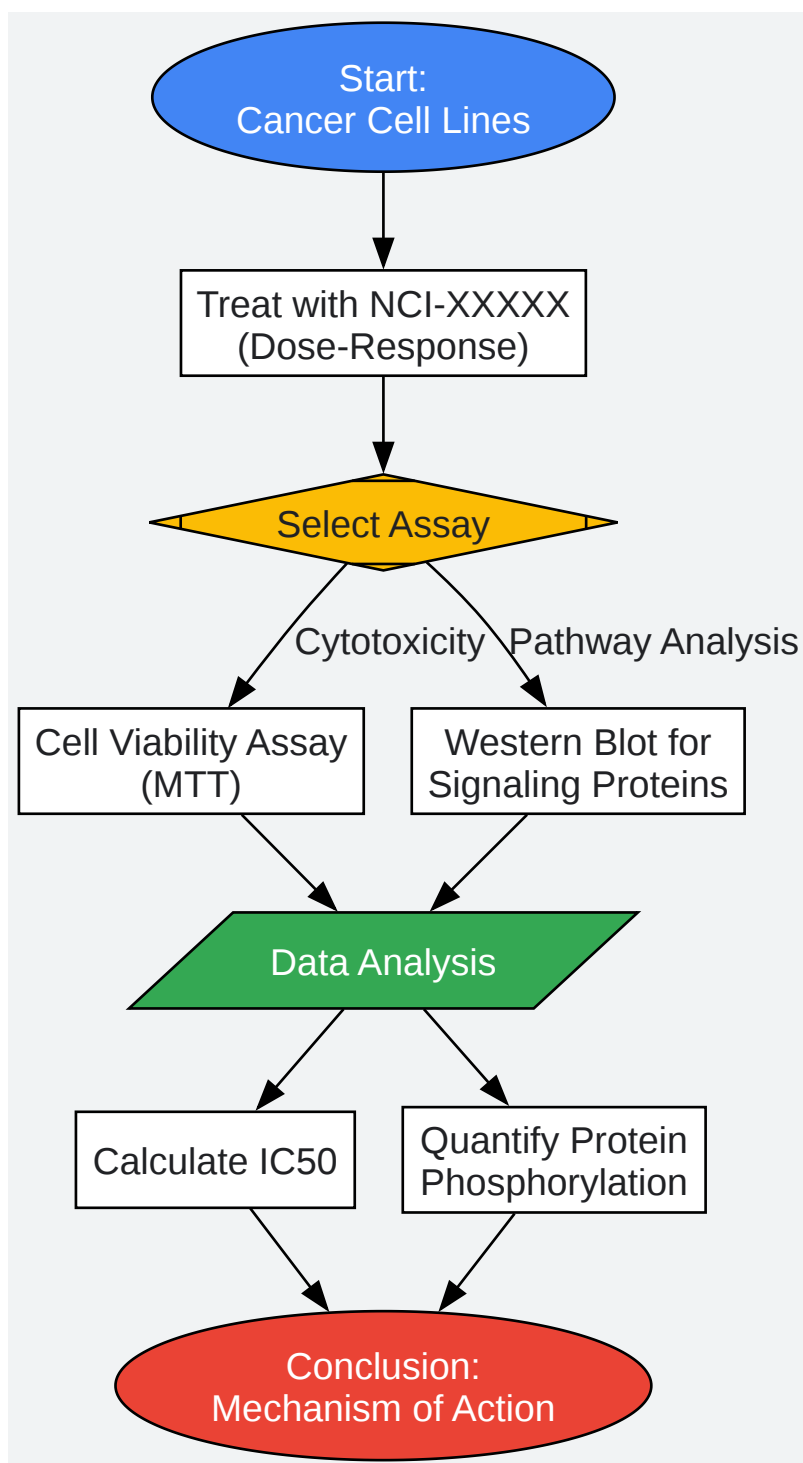 Start:
Cancer Cell Lines
Treat with NCI-XXXXX
(Dose-Response)
Select Assay
Cytotoxicity
Pathway Analysis
Cell Viability Assay
(MTT)
Western Blot for
Signaling Proteins
Data Analysis
Calculate IC50
Quantify Protein
Phosphorylation
Conclusion:
Mechanism of Action